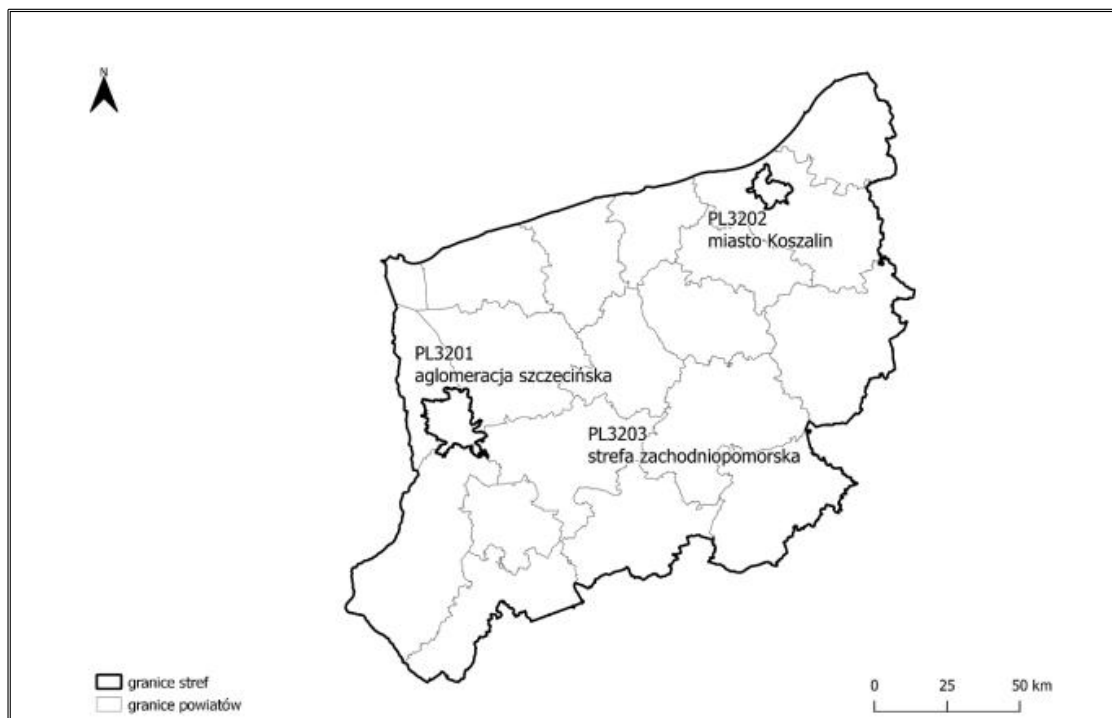 N
PL3202
miasto Koszalin
PL3201
aglomeracja szczecińska
PL3203
strefa zachodniopomorska
granice stref
granice powiatów
0 25 50 km